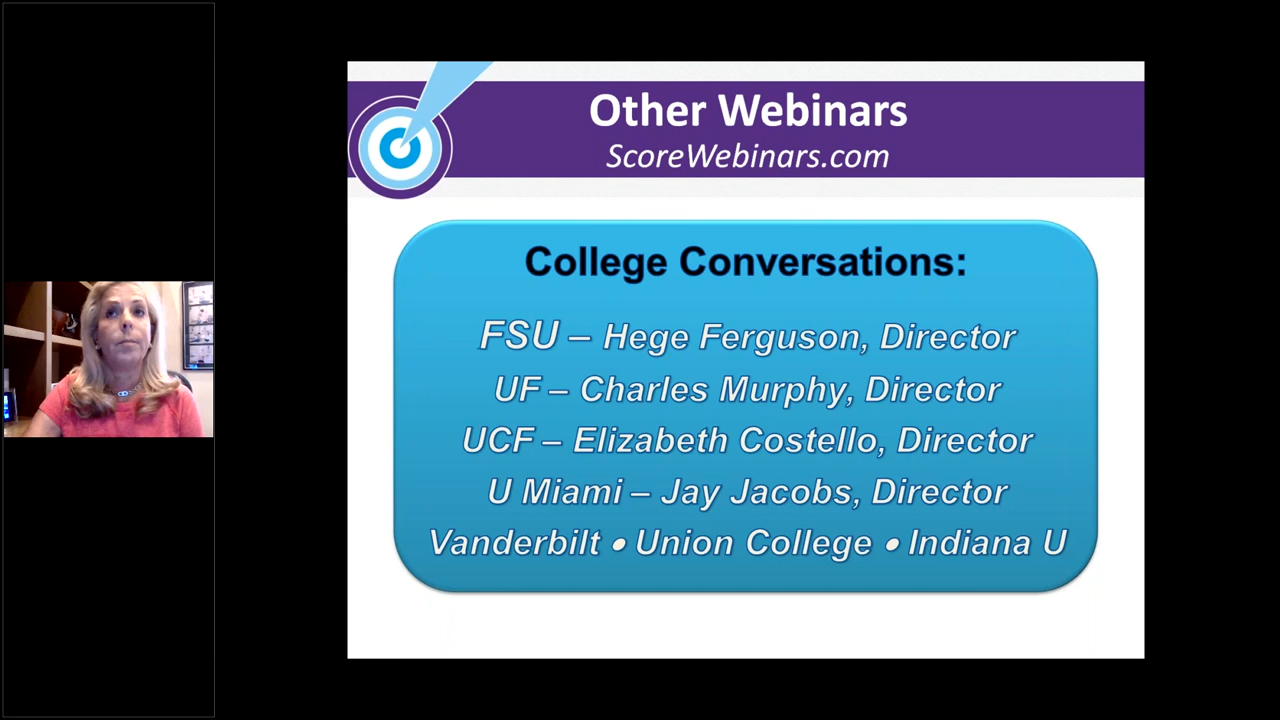 Other Webinars
ScoreWebinars.com
College Conversations:
FSU – Hege Ferguson, Director
UF – Charles Murphy, Director
UCF – Elizabeth Costello, Director
U Miami – Jay Jacobs, Director
Vanderbilt • Union College • Indiana U